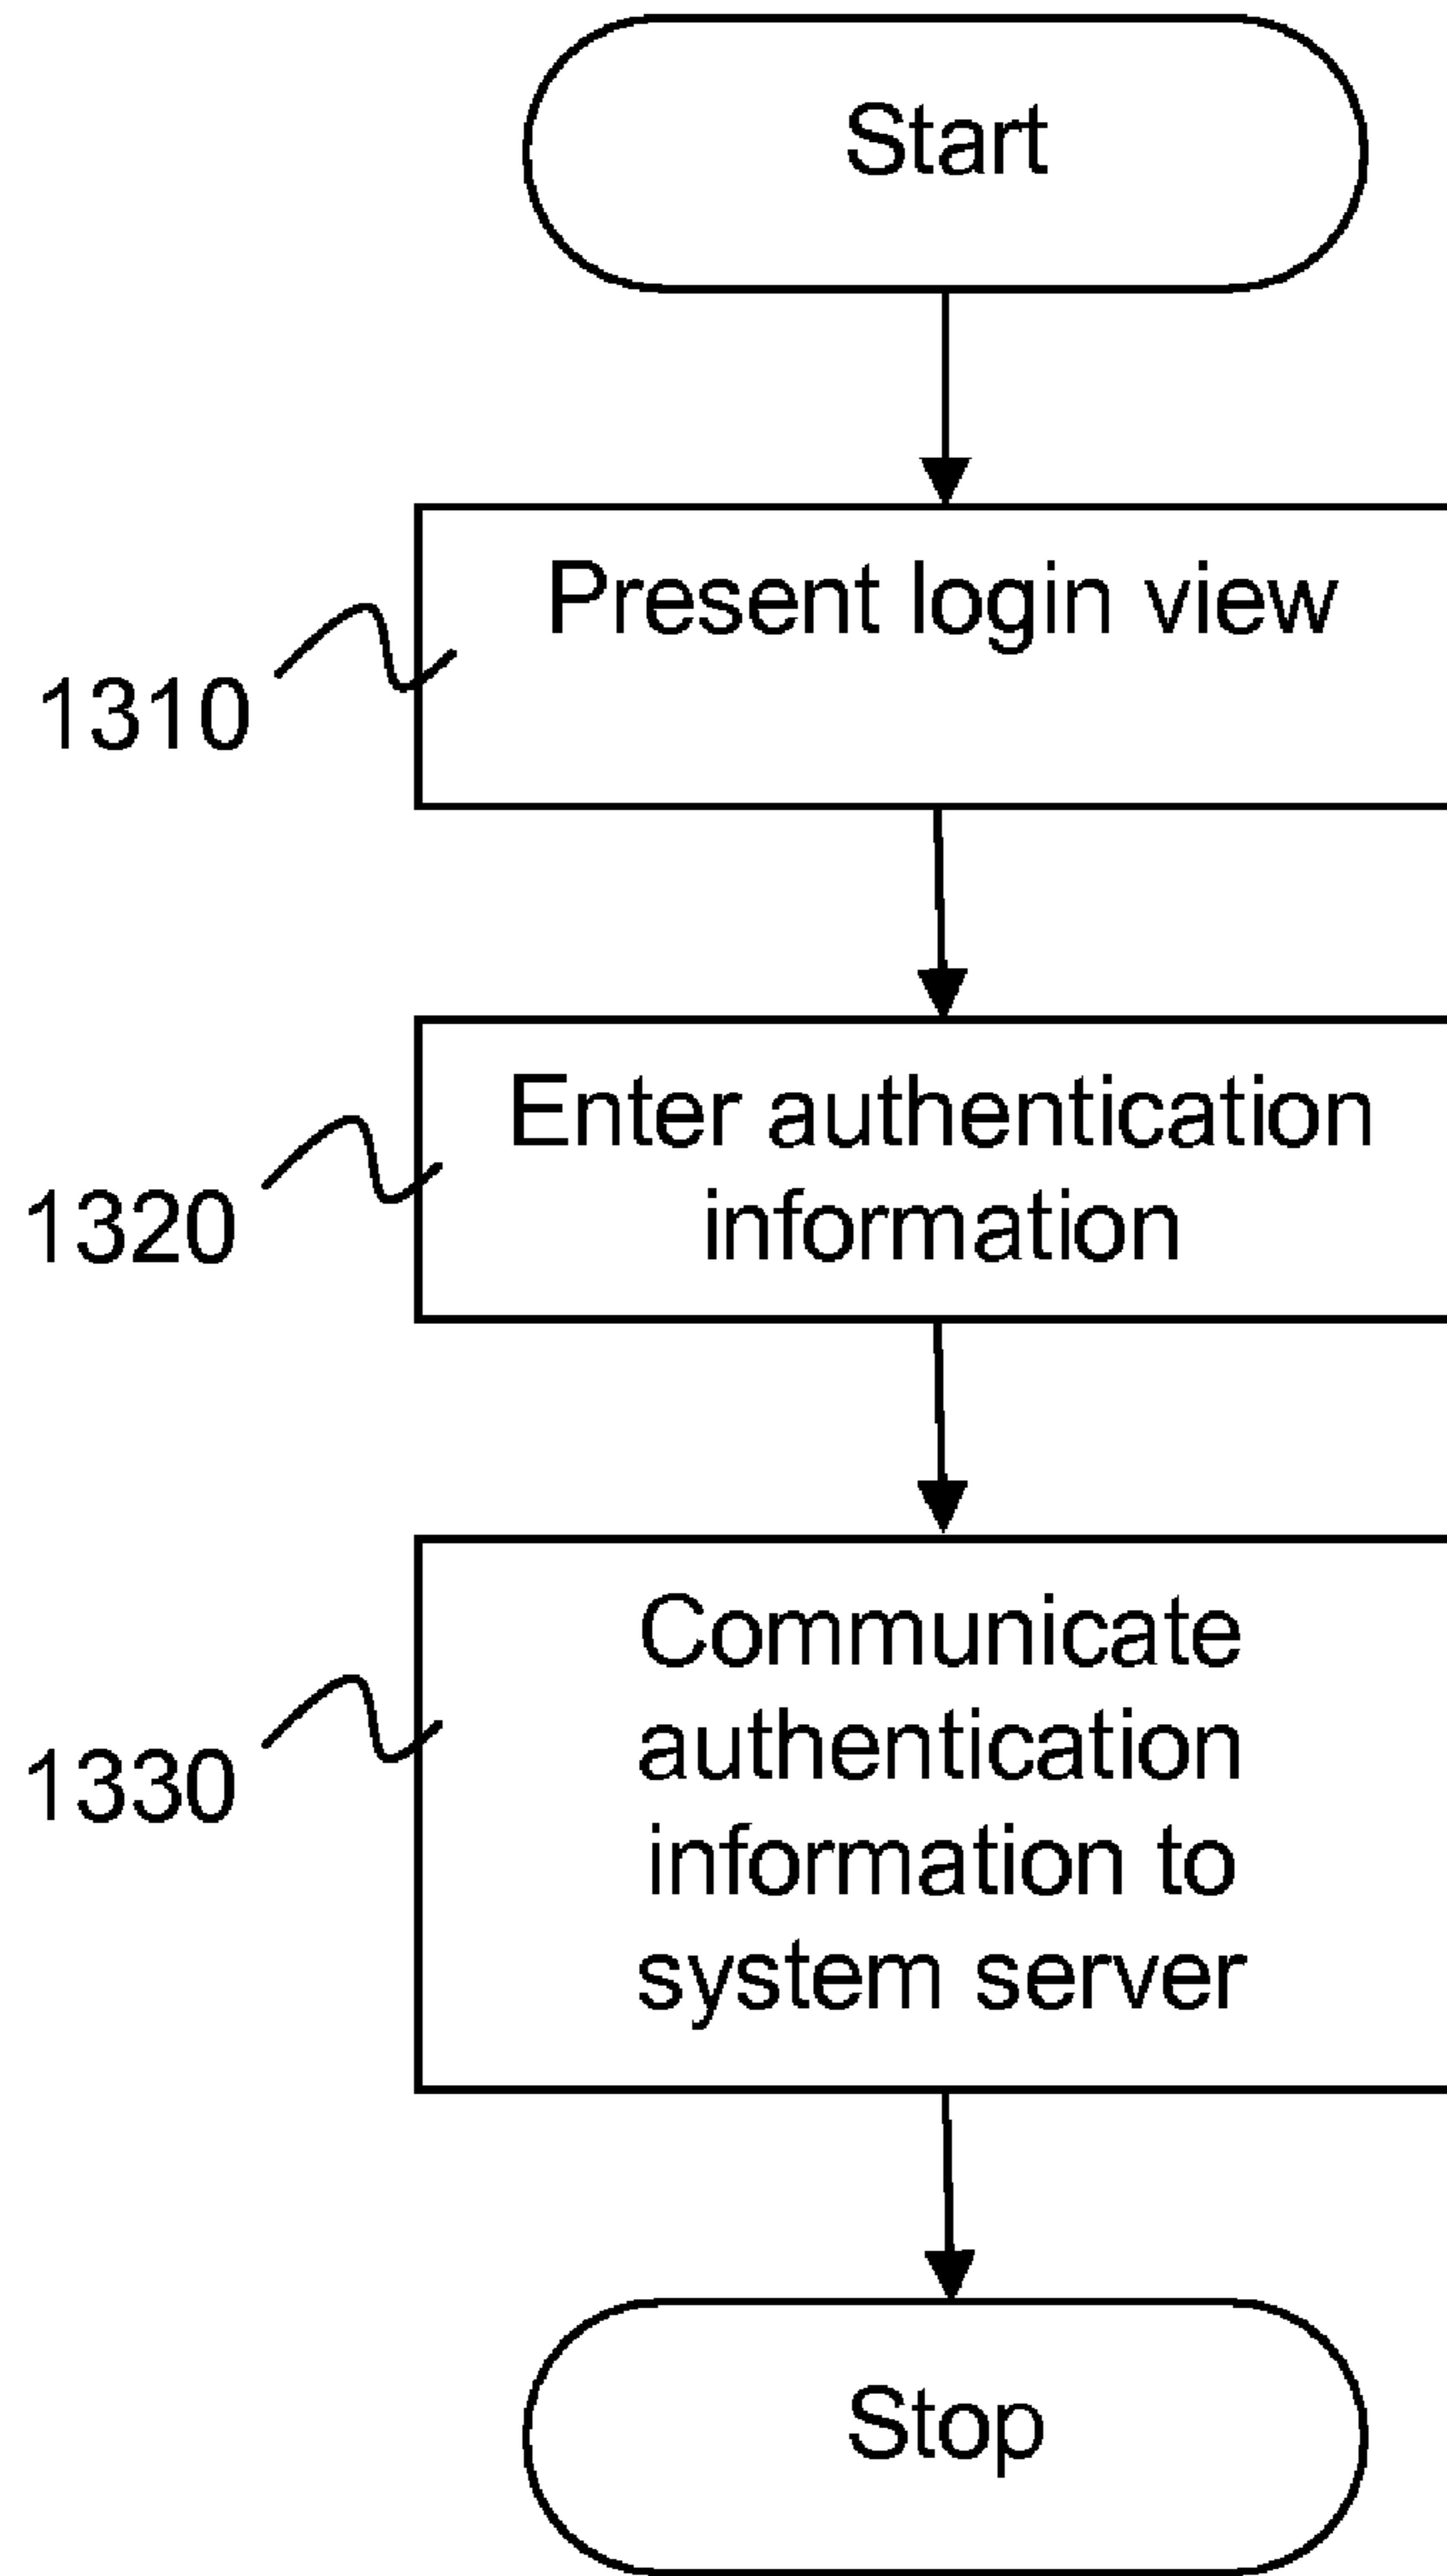 Start
Present login view
1310
Enter authentication
information
1320
Communicate
authentication
information to
system server
1330
Stop